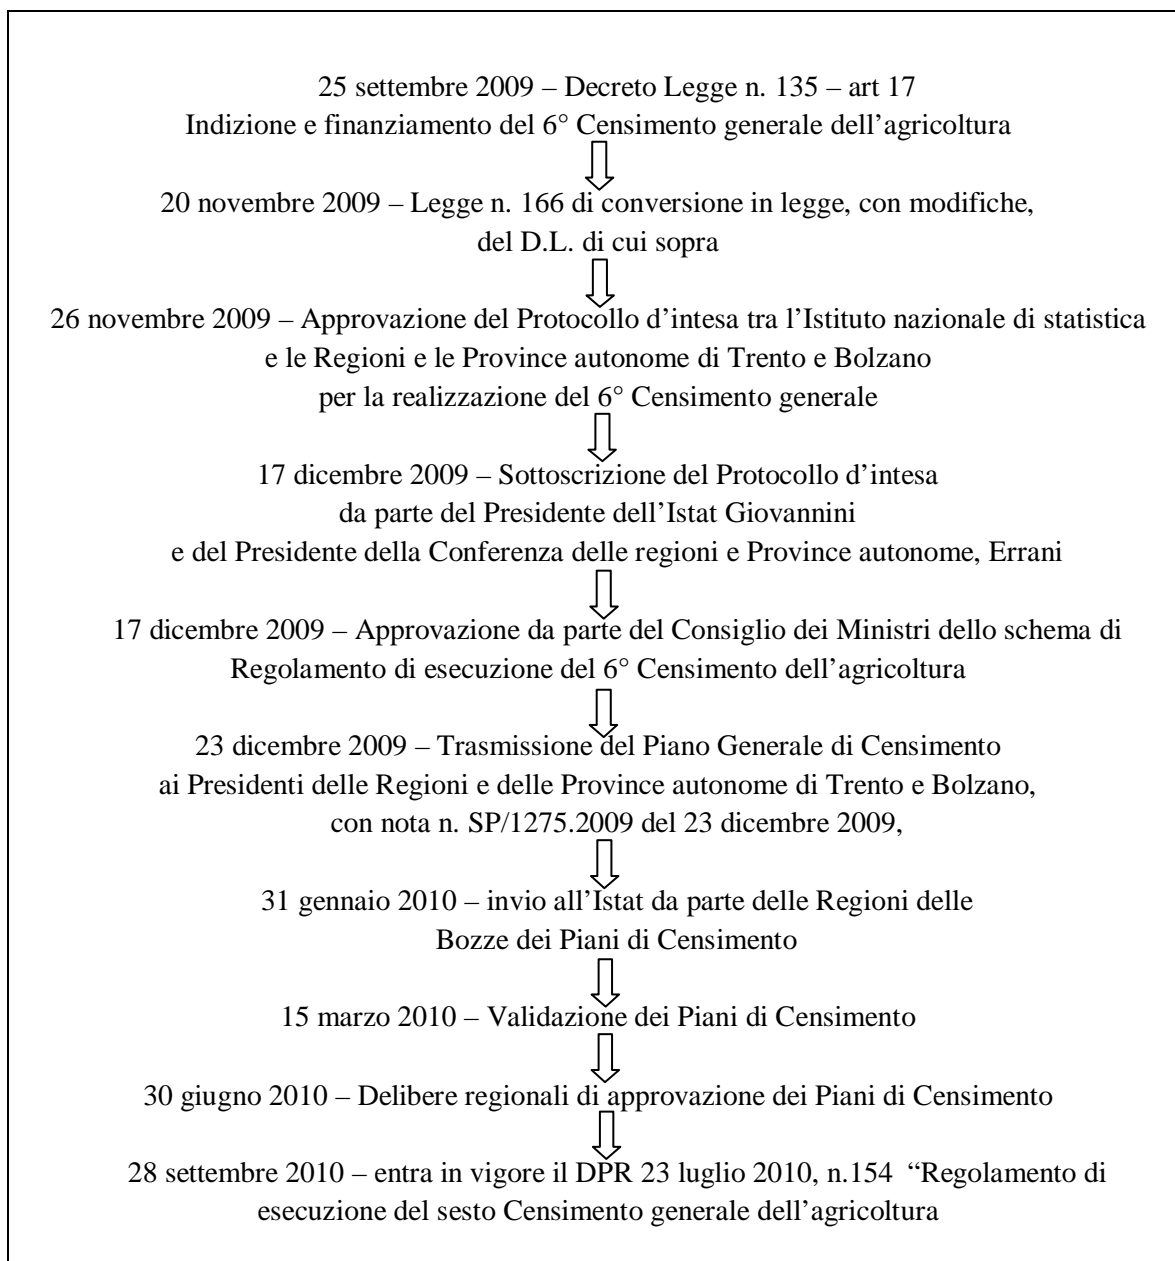 25 settembre 2009 – Decreto Legge n. 135 – art 17
Indizione e finanziamento del 6° Censimento generale dell’agricoltura
20 novembre 2009 – Legge n. 166 di conversione in legge, con modifiche,
del D.L. di cui sopra
26 novembre 2009 – Approvazione del Protocollo d’intesa tra l’Istituto nazionale di statistica
e le Regioni e le Province autonome di Trento e Bolzano
per la realizzazione del 6° Censimento generale
17 dicembre 2009 – Sottoscrizione del Protocollo d’intesa
da parte del Presidente dell’Istat Giovannini
e del Presidente della Conferenza delle regioni e Province autonome, Errani
17 dicembre 2009 – Approvazione da parte del Consiglio dei Ministri dello schema di
Regolamento di esecuzione del 6° Censimento dell’agricoltura
23 dicembre 2009 – Trasmissione del Piano Generale di Censimento
ai Presidenti delle Regioni e delle Province autonome di Trento e Bolzano,
con nota n. SP/1275.2009 del 23 dicembre 2009,
31 gennaio 2010 – invio all’Istat da parte delle Regioni delle
Bozze dei Piani di Censimento
15 marzo 2010 – Validazione dei Piani di Censimento
30 giugno 2010 – Delibere regionali di approvazione dei Piani di Censimento
28 settembre 2010 – entra in vigore il DPR 23 luglio 2010, n.154 “Regolamento di
esecuzione del sesto Censimento generale dell’agricoltura